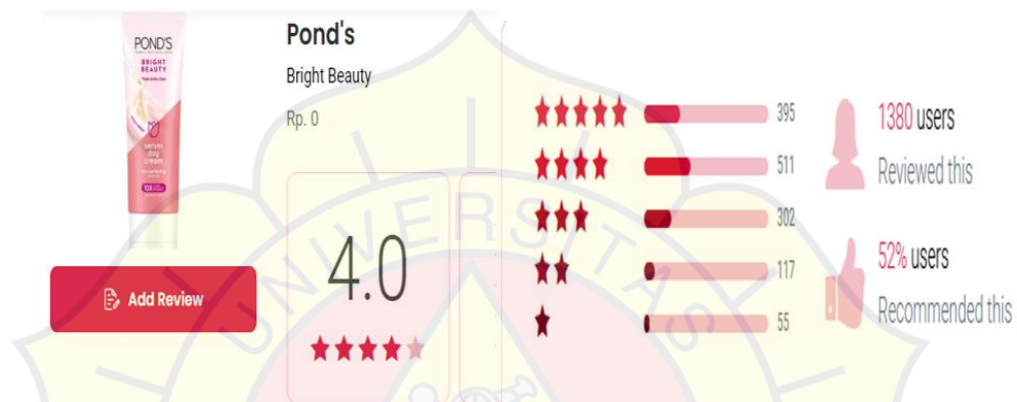 POND'S
BRIGHT
BEAUTY
serum
day
cream
Add Review
Pond's
Bright Beauty
Rp. 0
4.0
395
511
302
117
55
1380 users
Reviewed this
52% users
Recommended this
UNIVERSITAS